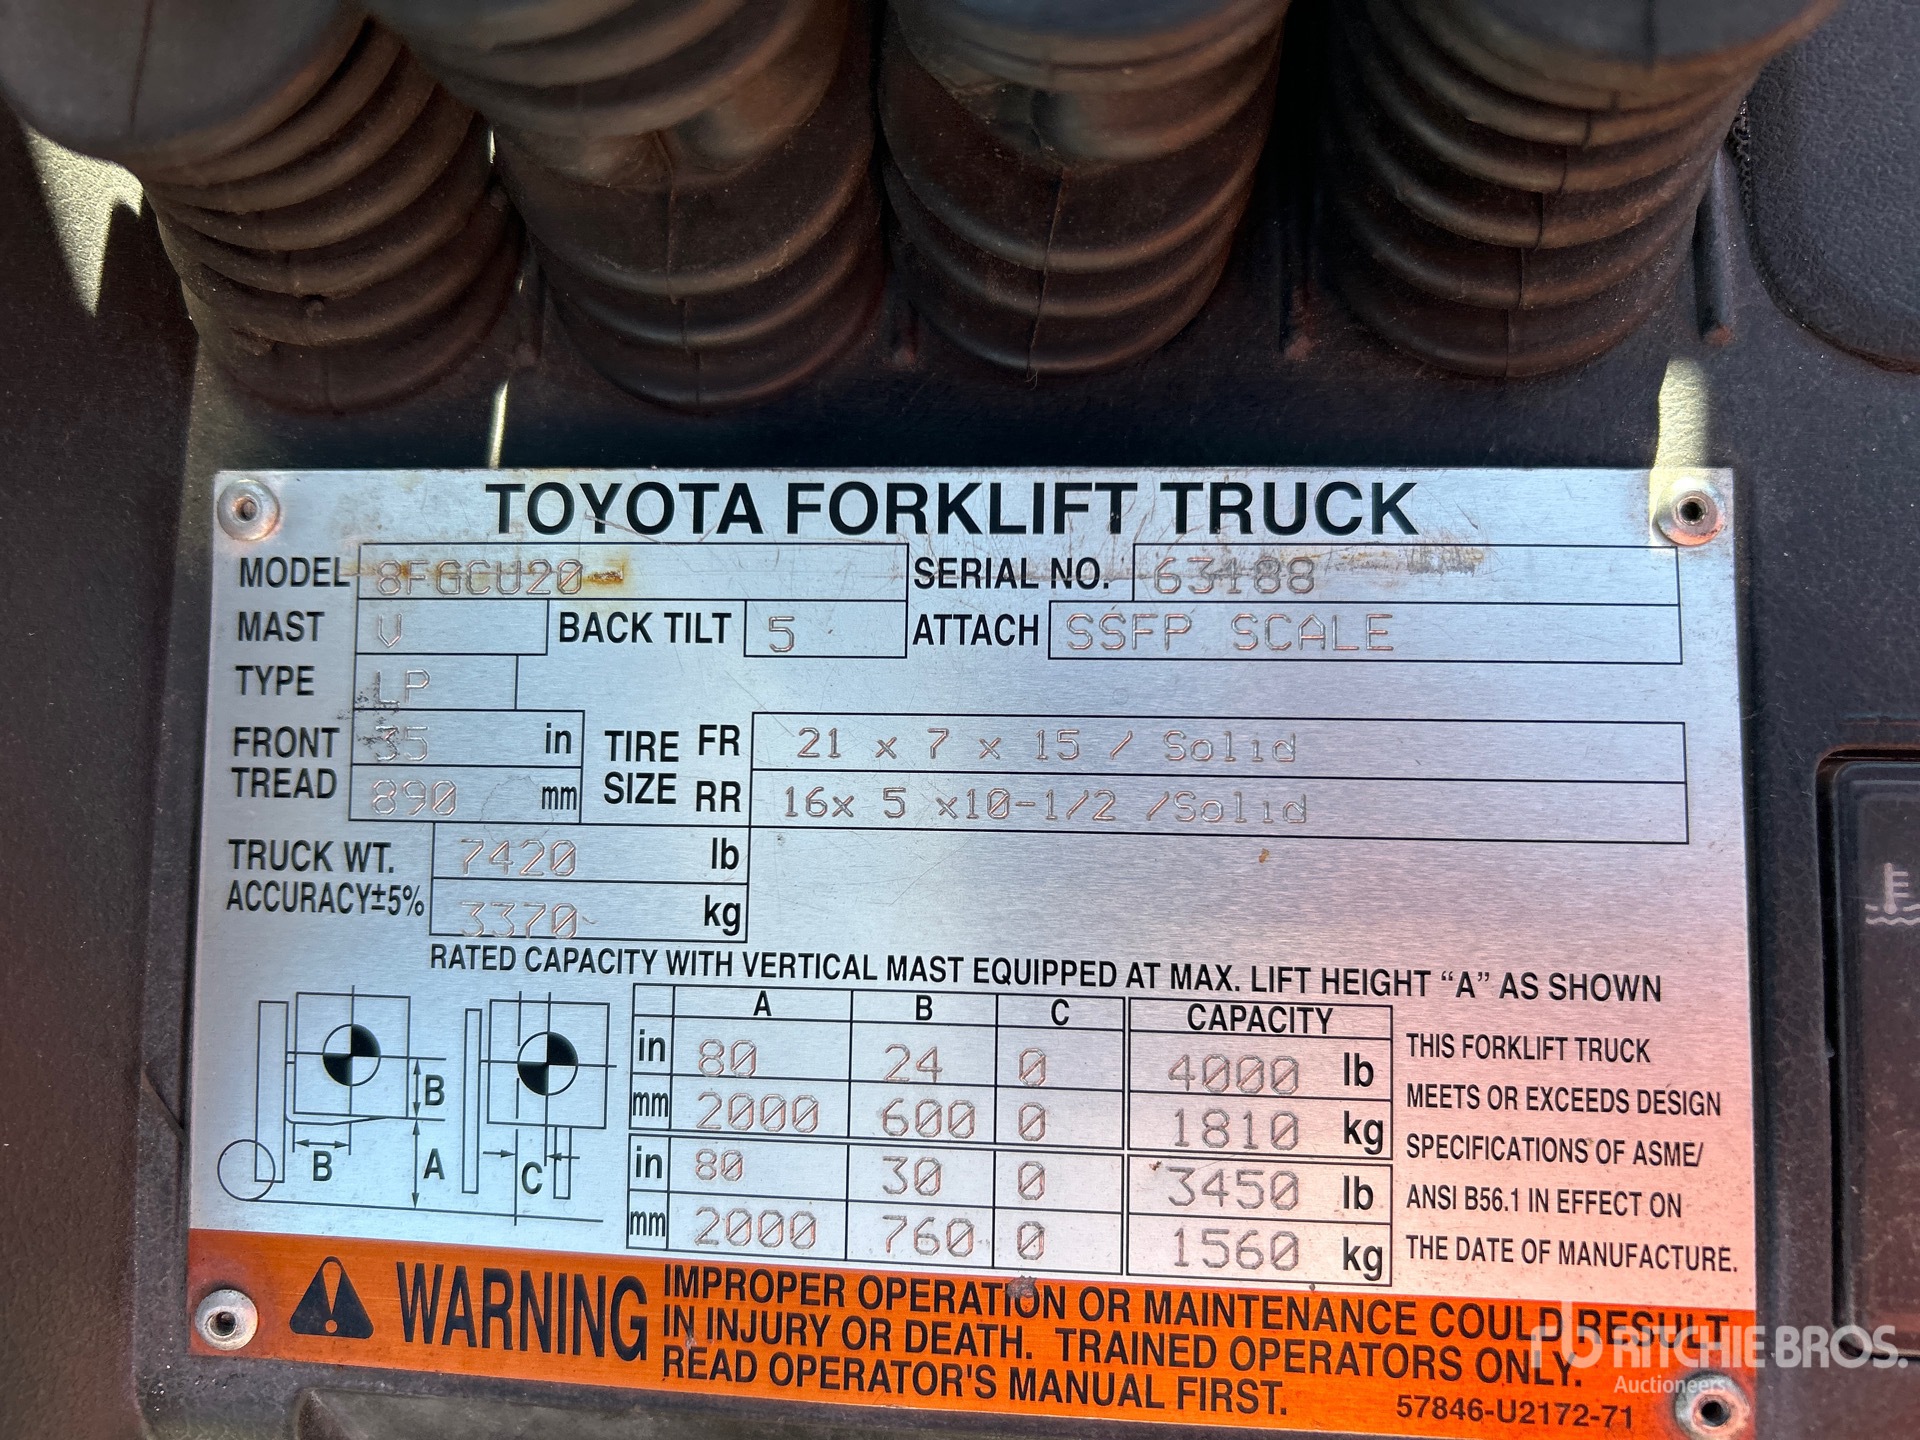 TOYOTA FORKLIFT TRUCK
MODEL 8FGCU20 SERIAL NO. 63188
MAST V BACK TILT 5 ATTACH SSFP SCALE
TYPE LP
FRONT TREAD 35 in TIRE SIZE FR 21 x 7 x 15 / Solid
890 mm RR 16x 5 x10-1/2 /Solid
TRUCK WT. 7420 lb
ACCURACY±5% 3370 kg
RATED CAPACITY WITH VERTICAL MAST EQUIPPED AT MAX. LIFT HEIGHT “A” AS SHOWN
A B C CAPACITY
in 80 24 0 4000 lb
mm 2000 600 0 1810 kg
in 80 30 0 3450 lb
mm 2000 760 0 1560 kg
B
B
A
C
THIS FORKLIFT TRUCK
MEETS OR EXCEEDS DESIGN
SPECIFICATIONS OF ASME/
ANSI B56.1 IN EFFECT ON
THE DATE OF MANUFACTURE.
WARNING
IMPROPER OPERATION OR MAINTENANCE COULD RESULT
IN INJURY OR DEATH. TRAINED OPERATORS ONLY.
READ OPERATOR'S MANUAL FIRST.
57846-U2172-71
RITCHIE BROS.
Auctioneers